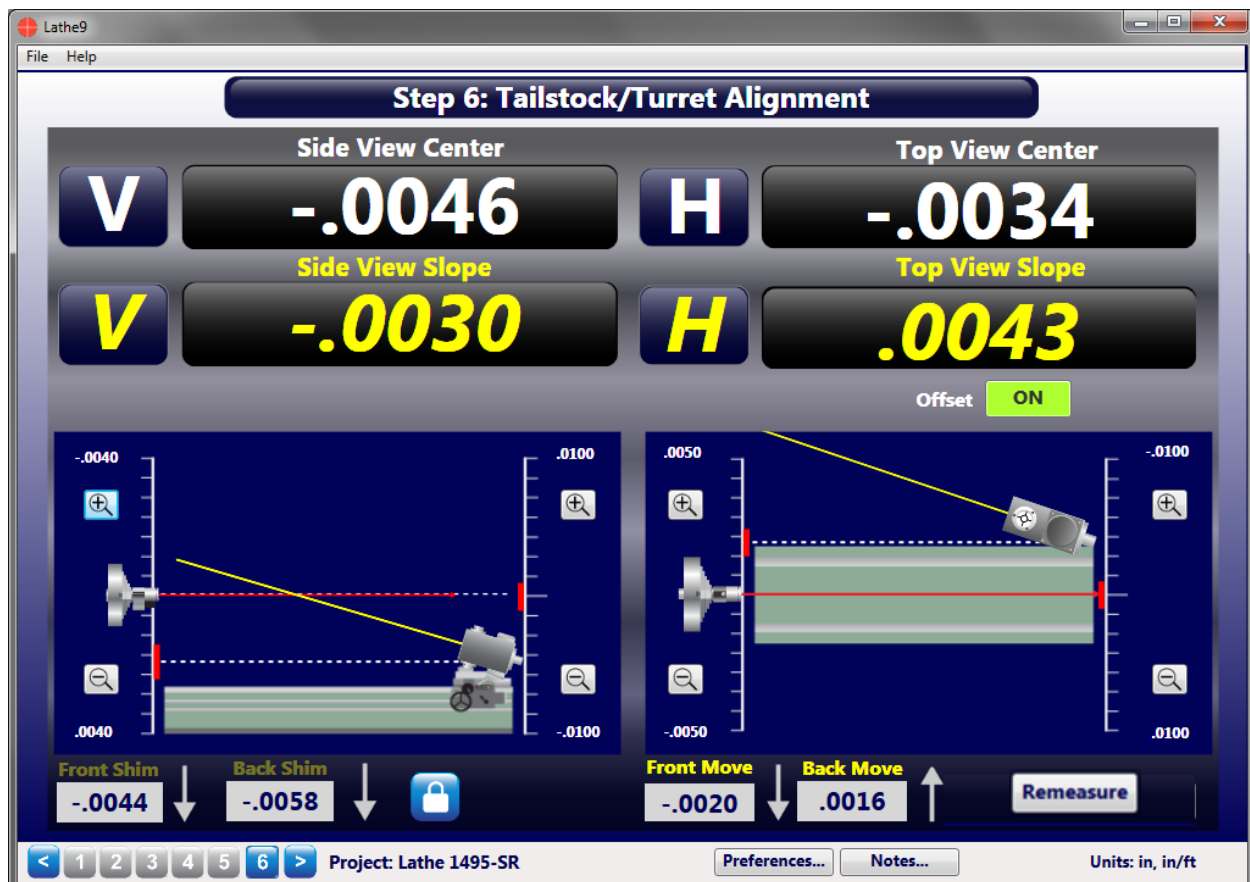 Lathe9
File Help
Step 6: Tailstock/Turret Alignment
Side View Center
V -.0046
Side View Slope
V -.0030
Top View Center
H -.0034
Top View Slope
H .0043
Offset ON
-.0040 .0100
.0040 -.0100
.0050 -.0100
-.0050 .0100
Front Shim Back Shim
-.0044 -.0058
Front Move Back Move
-.0020 .0016
Remeasure
< 1 2 3 4 5 6 > Project: Lathe 1495-SR Preferences... Notes... Units: in, in/ft